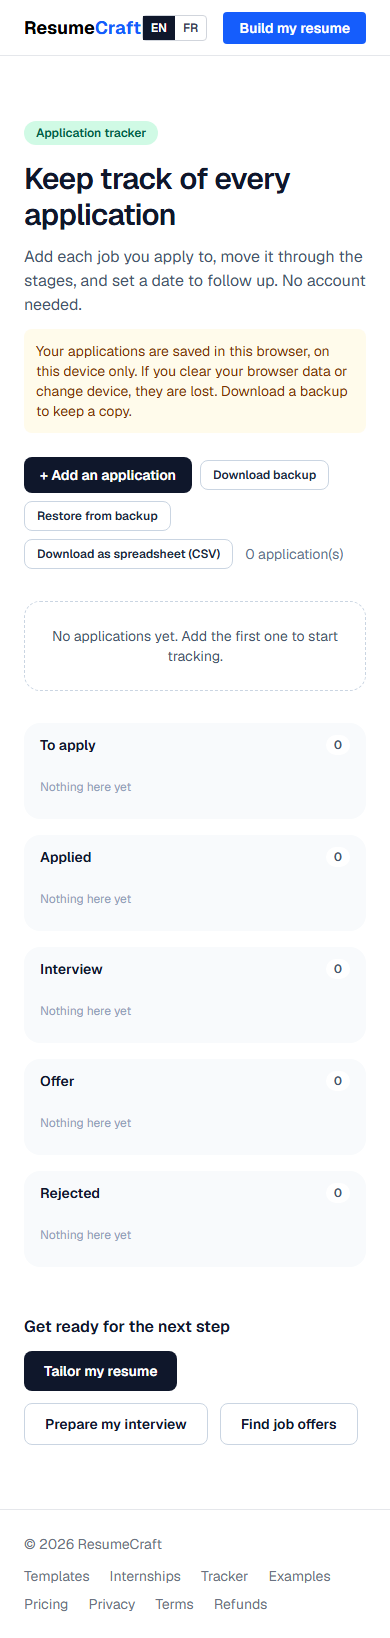 ResumeCraft EN FR Build my resume
Application tracker
Keep track of every
application
Add each job you apply to, move it through the
stages, and set a date to follow up. No account
needed.
Your applications are saved in this browser, on
this device only. If you clear your browser data or
change device, they are lost. Download a backup
to keep a copy.
+ Add an application Download backup
Restore from backup
Download as spreadsheet (CSV) 0 application(s)
No applications yet. Add the first one to start
tracking.
To apply 0
Nothing here yet
Applied 0
Nothing here yet
Interview 0
Nothing here yet
Offer 0
Nothing here yet
Rejected 0
Nothing here yet
Get ready for the next step
Tailor my resume
Prepare my interview Find job offers
© 2026 ResumeCraft
Templates Internships Tracker Examples
Pricing Privacy Terms Refunds